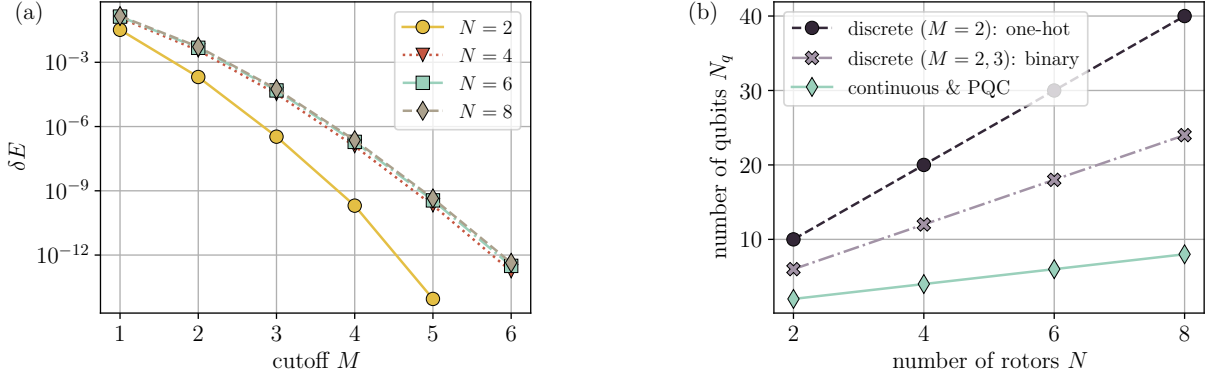 (a)
10^{-3}
10^{-6}
10^{-9}
10^{-12}
δE
N = 2
N = 4
N = 6
N = 8
1 2 3 4 5 6
cutoff M
(b)
40
30
20
10
number of qubits N_q
discrete (M = 2): one-hot
discrete (M = 2, 3): binary
continuous & PQC
2 4 6 8
number of rotors N